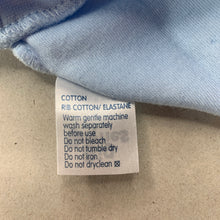 COTTON
RIB COTTON/ ELASTANE
Warm gentle machine
wash separately
before use
Do not bleach
Do not tumble dry
Do not iron
Do not dryclean ☒